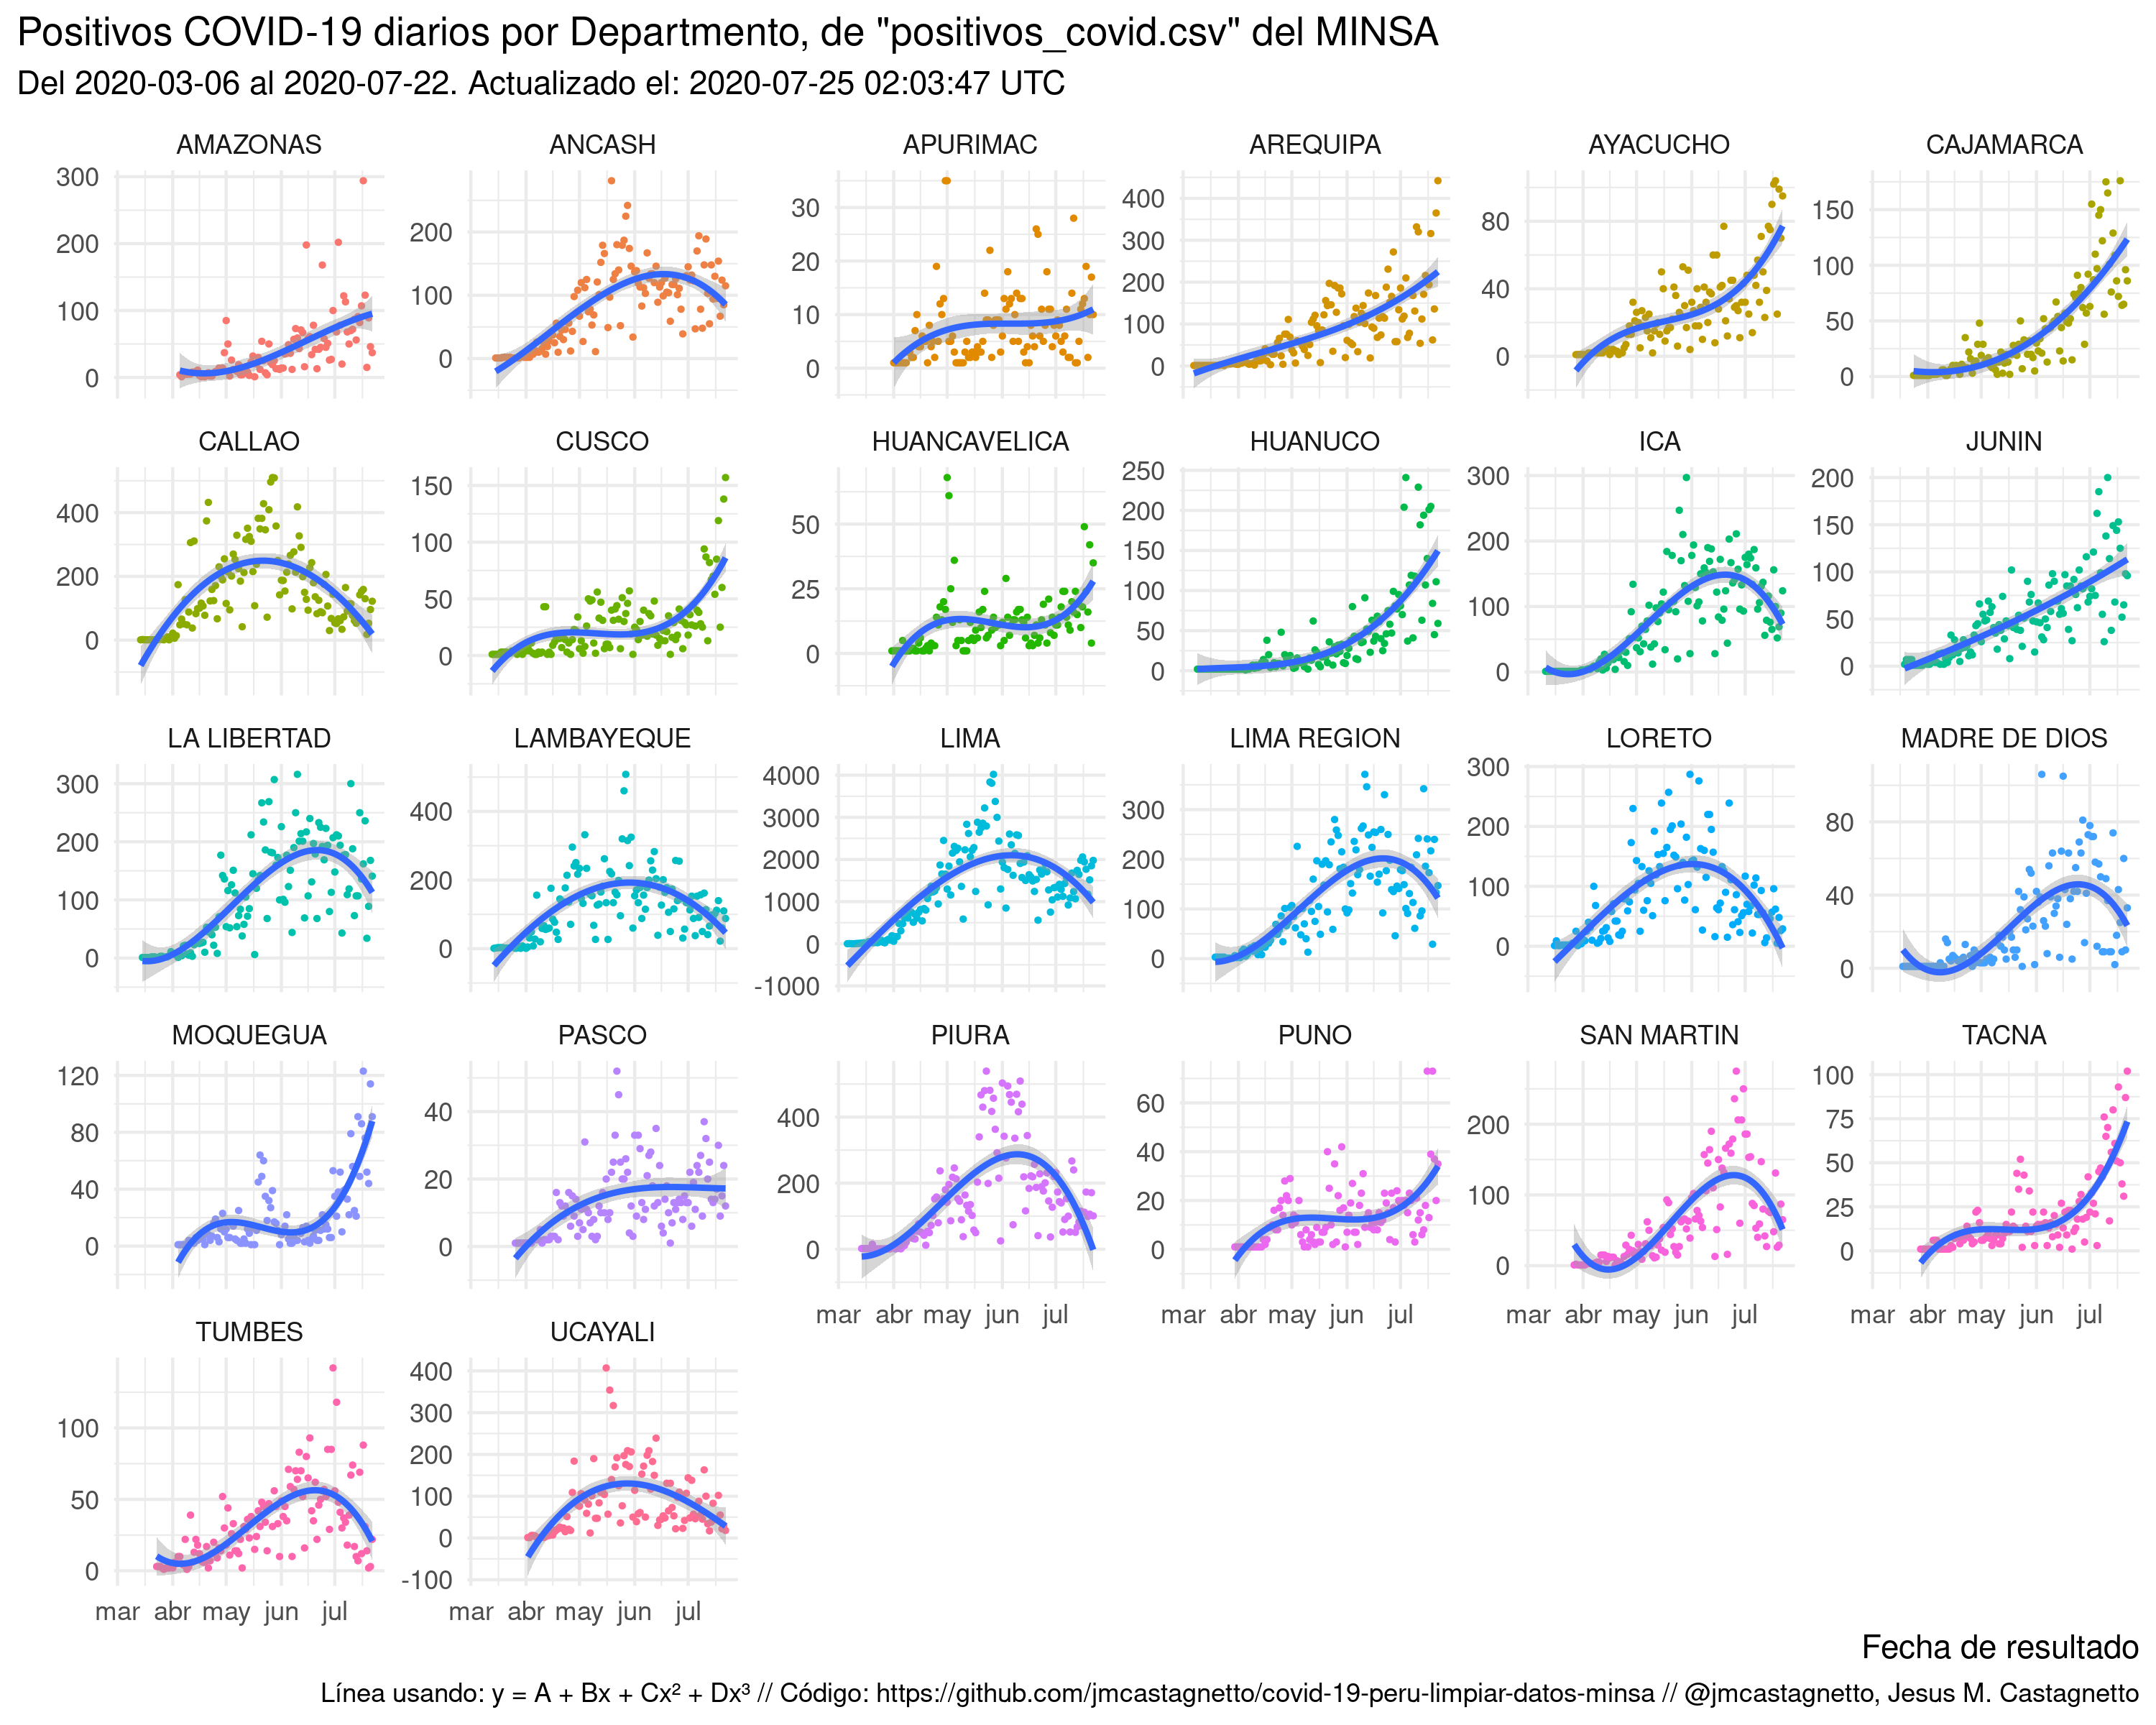 Positivos COVID-19 diarios por Departmento, de "positivos_covid.csv" del MINSA
Del 2020-03-06 al 2020-07-22. Actualizado el: 2020-07-25 02:03:47 UTC
AMAZONAS ANCASH APURIMAC AREQUIPA AYACUCHO CAJAMARCA
300 200 100 0
200 100 0
30 20 10 0
400 300 200 100 0
80 40 0
150 100 50 0
CALLAO CUSCO HUANCAVELICA HUANUCO ICA JUNIN
400 200 0
150 100 50 0
50 25 0
250 200 150 100 50 0
300 200 100 0
200 150 100 50 0
LA LIBERTAD LAMBAYEQUE LIMA LIMA REGION LORETO MADRE DE DIOS
300 200 100 0
400 200 0
4000 3000 2000 1000 0 -1000
300 200 100 0
300 200 100 0
80 40 0
MOQUEGUA PASCO PIURA PUNO SAN MARTIN TACNA
120 80 40 0
40 20 0
400 200 0
60 40 20 0
200 100 0
100 75 50 25 0
mar abr may jun jul
mar abr may jun jul
mar abr may jun jul
mar abr may jun jul
TUMBES UCAYALI
100 50 0
400 300 200 100 0 -100
mar abr may jun jul
mar abr may jun jul
Fecha de resultado
Línea usando: y = A + Bx + Cx² + Dx³ // Código: https://github.com/jmcastagnetto/covid-19-peru-limpiar-datos-minsa // @jmcastagnetto, Jesus M. Castagnetto